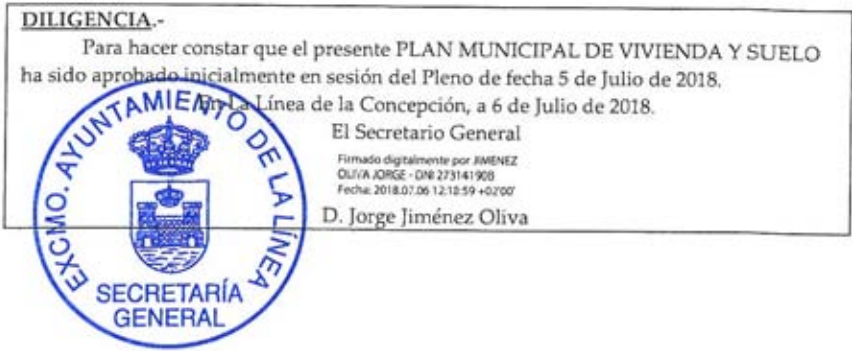 DILIGENCIA.-
Para hacer constar que el presente PLAN MUNICIPAL DE VIVIENDA Y SUELO
ha sido aprobado inicialmente en sesión del Pleno de fecha 5 de Julio de 2018.
En La Línea de la Concepción, a 6 de Julio de 2018.
El Secretario General
Firmado digitalmente por JIMENEZ
OLIVA JORGE - DNI 27314190B
Fecha: 2018.07.06 12:18:59 +02'00'
D. Jorge Jiménez Oliva
EXCMO. AYUNTAMIENTO DE LA LÍNEA
SECRETARÍA
GENERAL